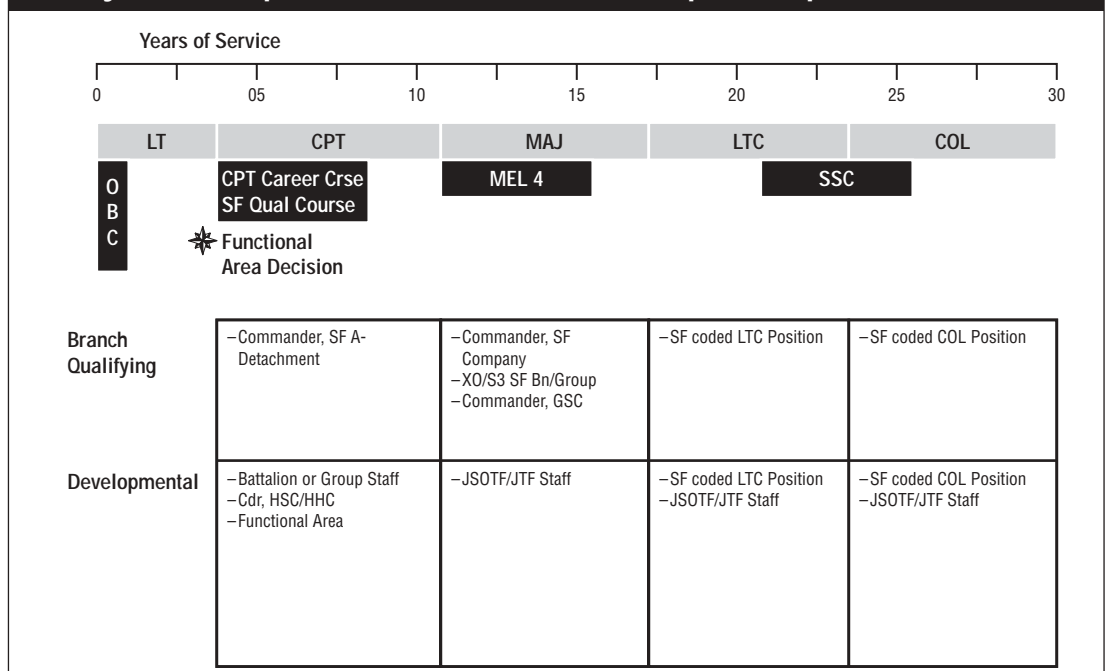 Years of Service
0 05 10 15 20 25 30
LT CPT MAJ LTC COL
O
B
C
CPT Career Crse
SF Qual Course
MEL 4
SSC
Functional
Area Decision
Branch
Qualifying
–Commander, SF A-
Detachment
–Commander, SF
Company
–XO/S3 SF Bn/Group
–Commander, GSC
–SF coded LTC Position
–SF coded COL Position
Developmental
–Battalion or Group Staff
–Cdr, HSC/HHC
–Functional Area
–JSOTF/JTF Staff
–SF coded LTC Position
–JSOTF/JTF Staff
–SF coded COL Position
–JSOTF/JTF Staff